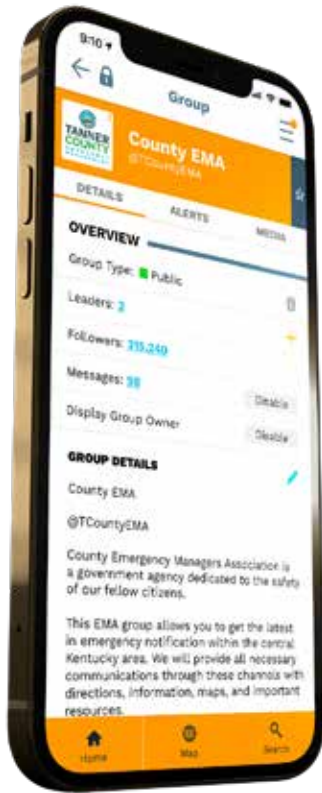 9:10
Group
TANNER
COUNTY
County EMA
@TCountyEMA
DETAILS
ALERTS
MEDIA
OVERVIEW
Group Type: Public
Leaders: 2
Followers: 215,240
Messages: 98
Disable
Display Group Owner
Disable
GROUP DETAILS
County EMA
@TCountyEMA
County Emergency Managers Association is
a government agency dedicated to the safety
of our fellow citizens.
This EMA group allows you to get the latest
in emergency notification within the central
Kentucky area. We will provide all necessary
communications through these channels with
directions, information, maps, and important
resources.
Home
Map
Search